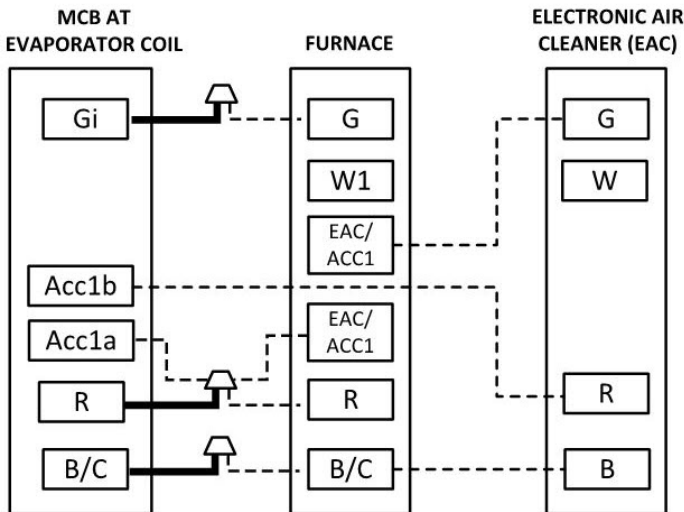 MCB AT
EVAPORATOR COIL
FURNACE
ELECTRONIC AIR
CLEANER (EAC)
Gi
Acc1b
Acc1a
R
B/C
G
W1
EAC/
ACC1
EAC/
ACC1
R
B/C
G
W
R
B